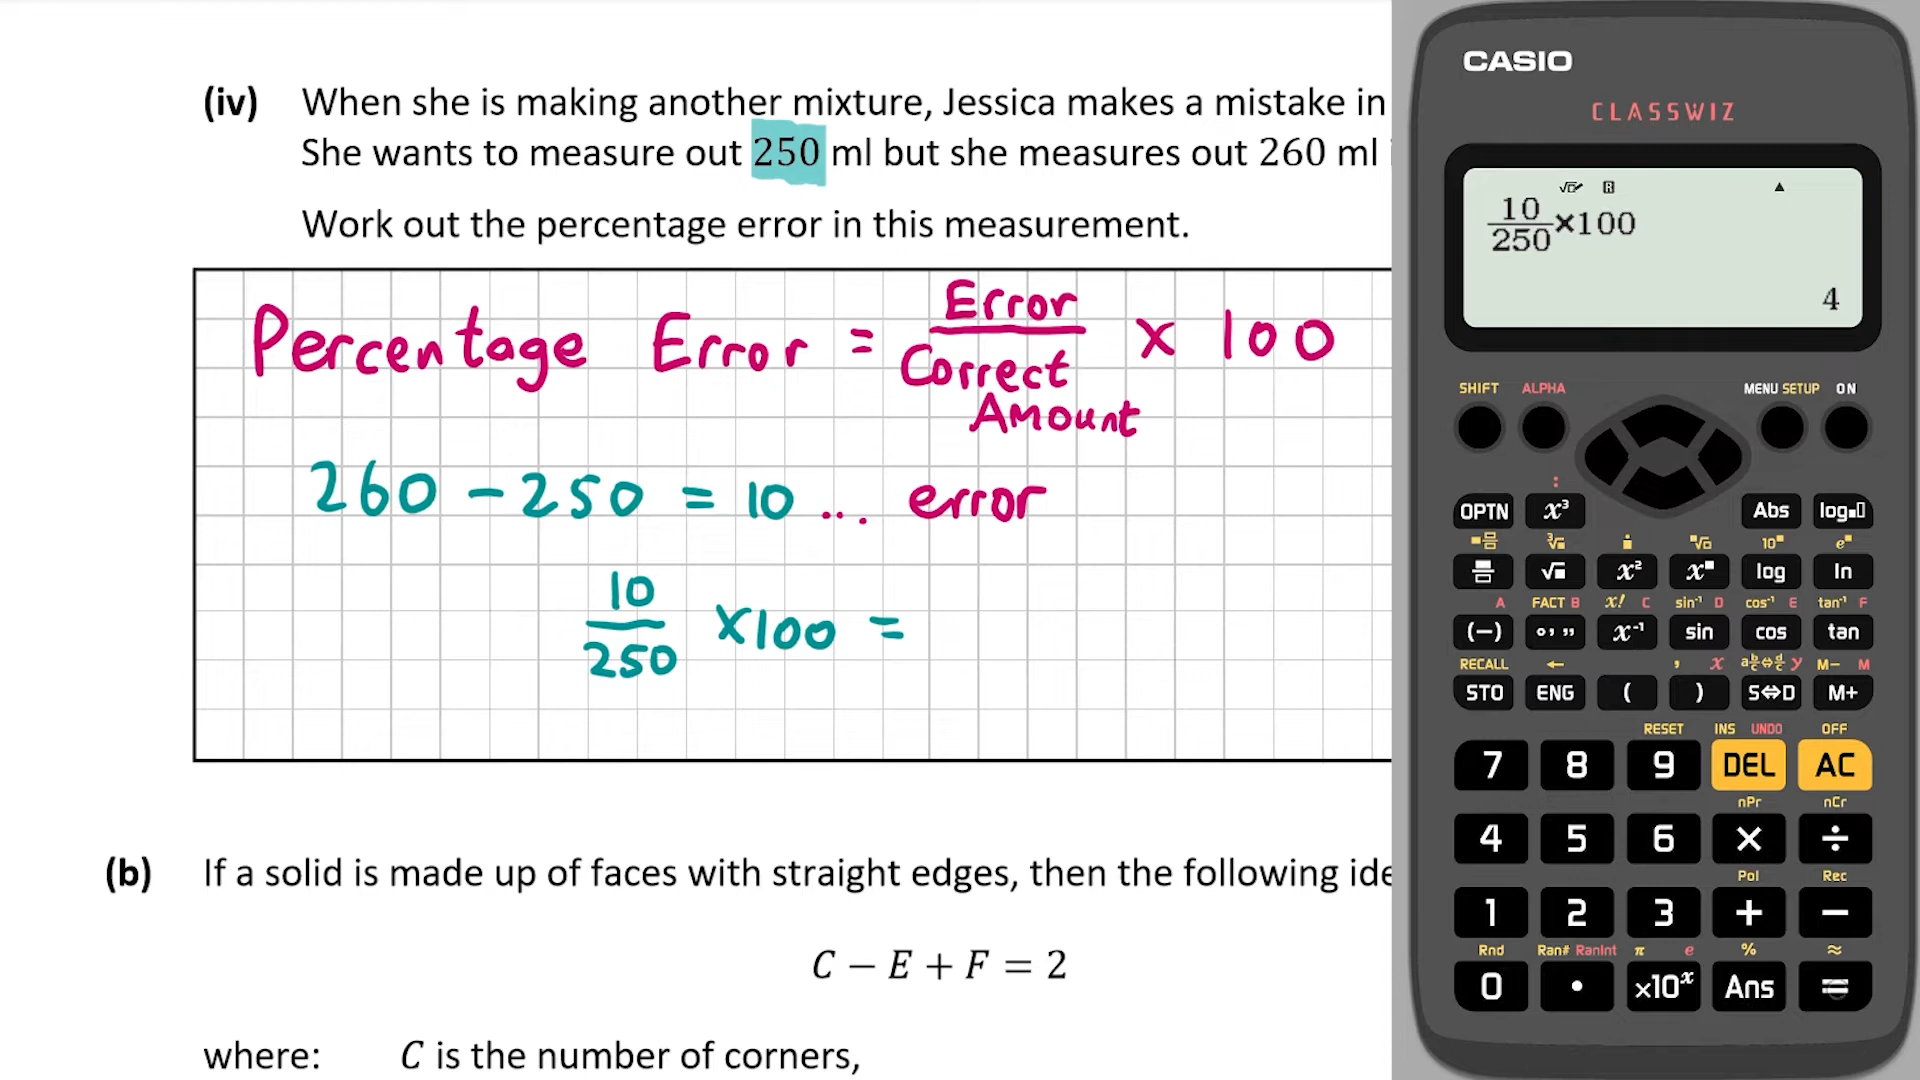 (iv) When she is making another mixture, Jessica makes a mistake in
She wants to measure out 250 ml but she measures out 260 ml
Work out the percentage error in this measurement.
Percentage Error = Error / Correct Amount × 100
260 - 250 = 10 ... error
10/250 ×100 =
(b) If a solid is made up of faces with straight edges, then the following ide
C − E + F = 2
where: C is the number of corners,
CASIO
CLASSWIZ
√□ R ▲
10/250×100
4
SHIFT ALPHA MENU SETUP ON
:
OPTN x³ Abs log■□
■⌹ ³√■ 10■ e■
√■ x² x■ log ln
A FACT B x! C sin⁻¹ D cos⁻¹ E tan⁻¹ F
(−) °’” x⁻¹ sin cos tan
RECALL ← , x a b/c⇔d/c y M− M
STO ENG ( ) S⇔D M+
RESET INS UNDO OFF
7 8 9 DEL AC
nPr nCr
4 5 6 × ÷
Pol Rec
1 2 3 + −
Rnd Ran# RanInt π e % ≈
0 • ×10ˣ Ans =